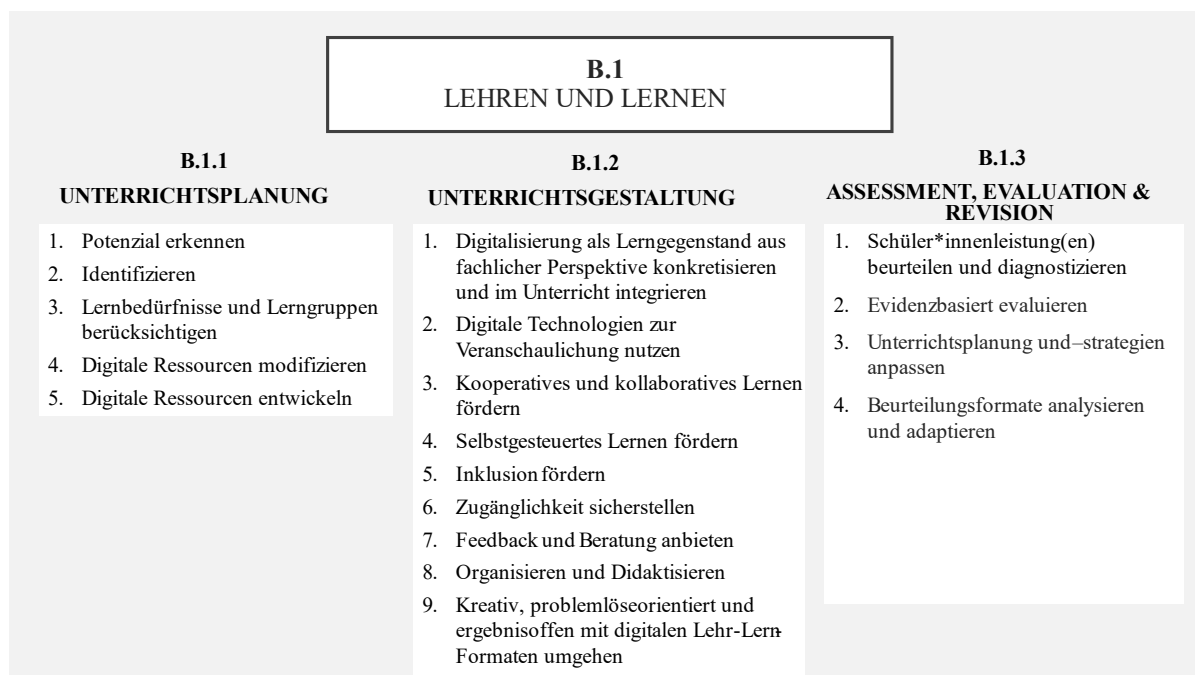 B.1
LEHREN UND LERNEN
B.1.1
UNTERRICHTSPLANUNG
1. Potenzial erkennen
2. Identifizieren
3. Lernbedürfnisse und Lerngruppen
berücksichtigen
4. Digitale Ressourcen modifizieren
5. Digitale Ressourcen entwickeln
B.1.2
UNTERRICHTSGESTALTUNG
1. Digitalisierung als Lerngegenstand aus
fachlicher Perspektive konkretisieren
und im Unterricht integrieren
2. Digitale Technologien zur
Veranschaulichung nutzen
3. Kooperatives und kollaboratives Lernen
fördern
4. Selbstgesteuertes Lernen fördern
5. Inklusion fördern
6. Zugänglichkeit sicherstellen
7. Feedback und Beratung anbieten
8. Organisieren und Didaktisieren
9. Kreativ, problemlöseorientiert und
ergebnisoffen mit digitalen Lehr-Lern-
Formaten umgehen
B.1.3
ASSESSMENT, EVALUATION &
REVISION
1. Schüler*innenleistung(en)
beurteilen und diagnostizieren
2. Evidenzbasiert evaluieren
3. Unterrichtsplanung und–strategien
anpassen
4. Beurteilungsformate analysieren
und adaptieren